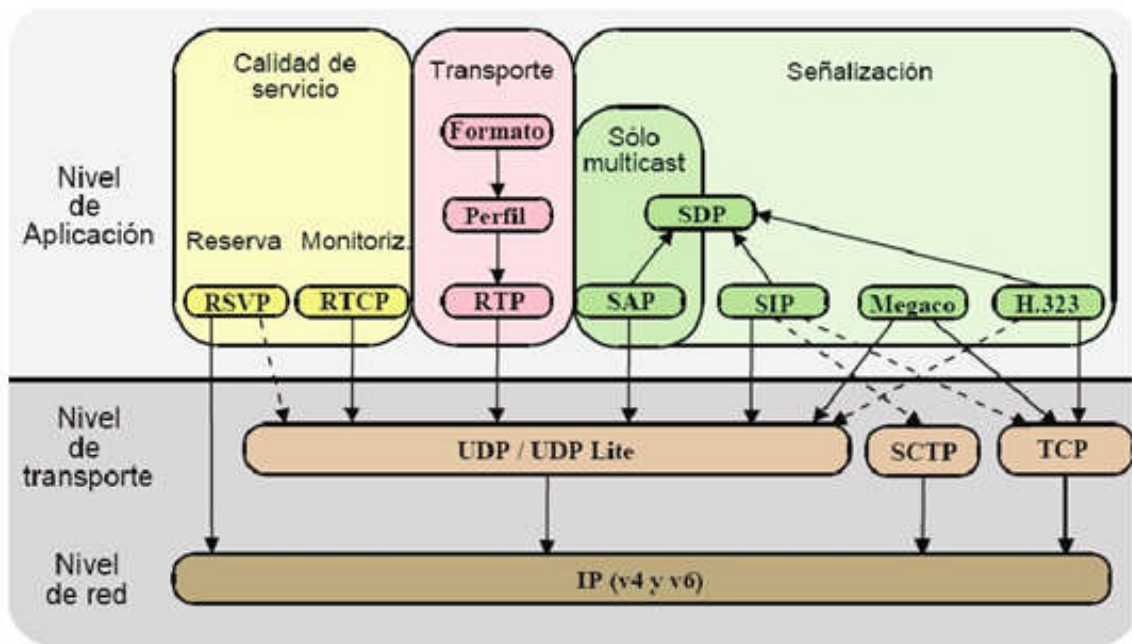 Calidad de
servicio
Transporte
Señalización
Formato
Sólo
multicast
Nivel
de
Aplicación
Perfil
SDP
Reserva
Monitoriz.
RSVP
RTCP
RTP
SAP
SIP
Megaco
H.323
Nivel
de
transporte
UDP / UDP Lite
SCTP
TCP
Nivel
de red
IP (v4 y v6)